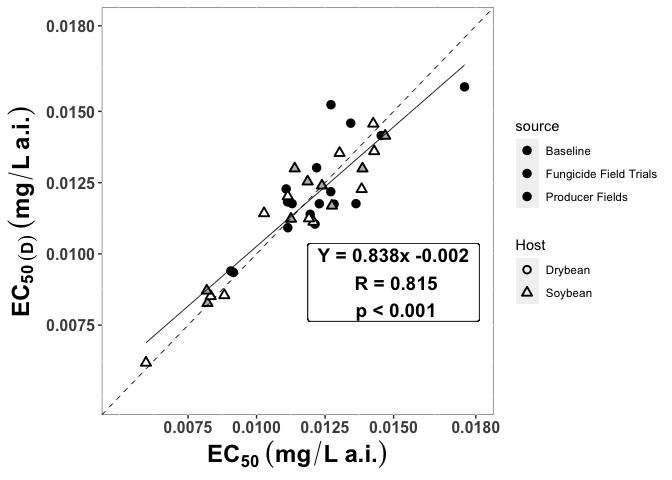 0.0180
0.0150
0.0125
0.0100
0.0075
EC50 (D) (mg/L a.i.)
Y = 0.838x -0.002
R = 0.815
p < 0.001
0.0075 0.0100 0.0125 0.0150 0.0180
EC50 (mg/L a.i.)
source
Baseline
Fungicide Field Trials
Producer Fields
Host
Drybean
Soybean